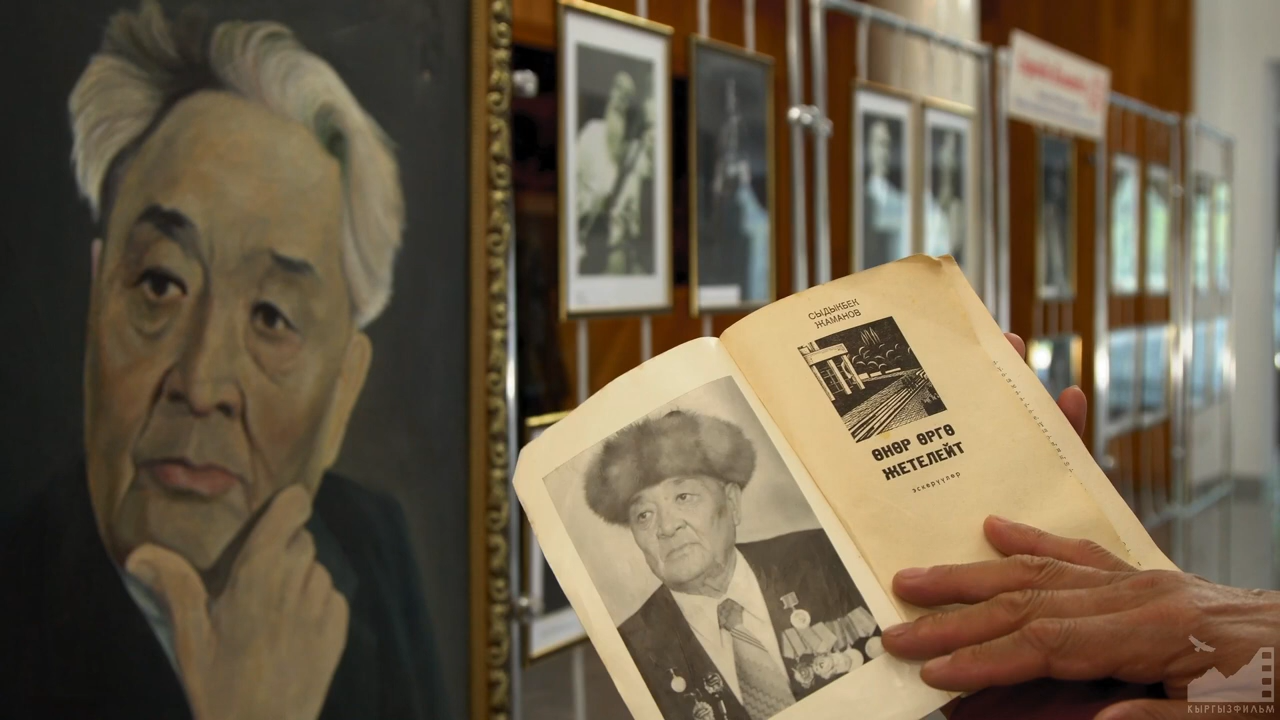 СЫДЫКБЕК
ЖАМАНОВ
ӨНӨР ӨРГӨ
ЖЕТЕЛЕЙТ
эскерүүлөр
КЫРГЫЗФИЛЬМ